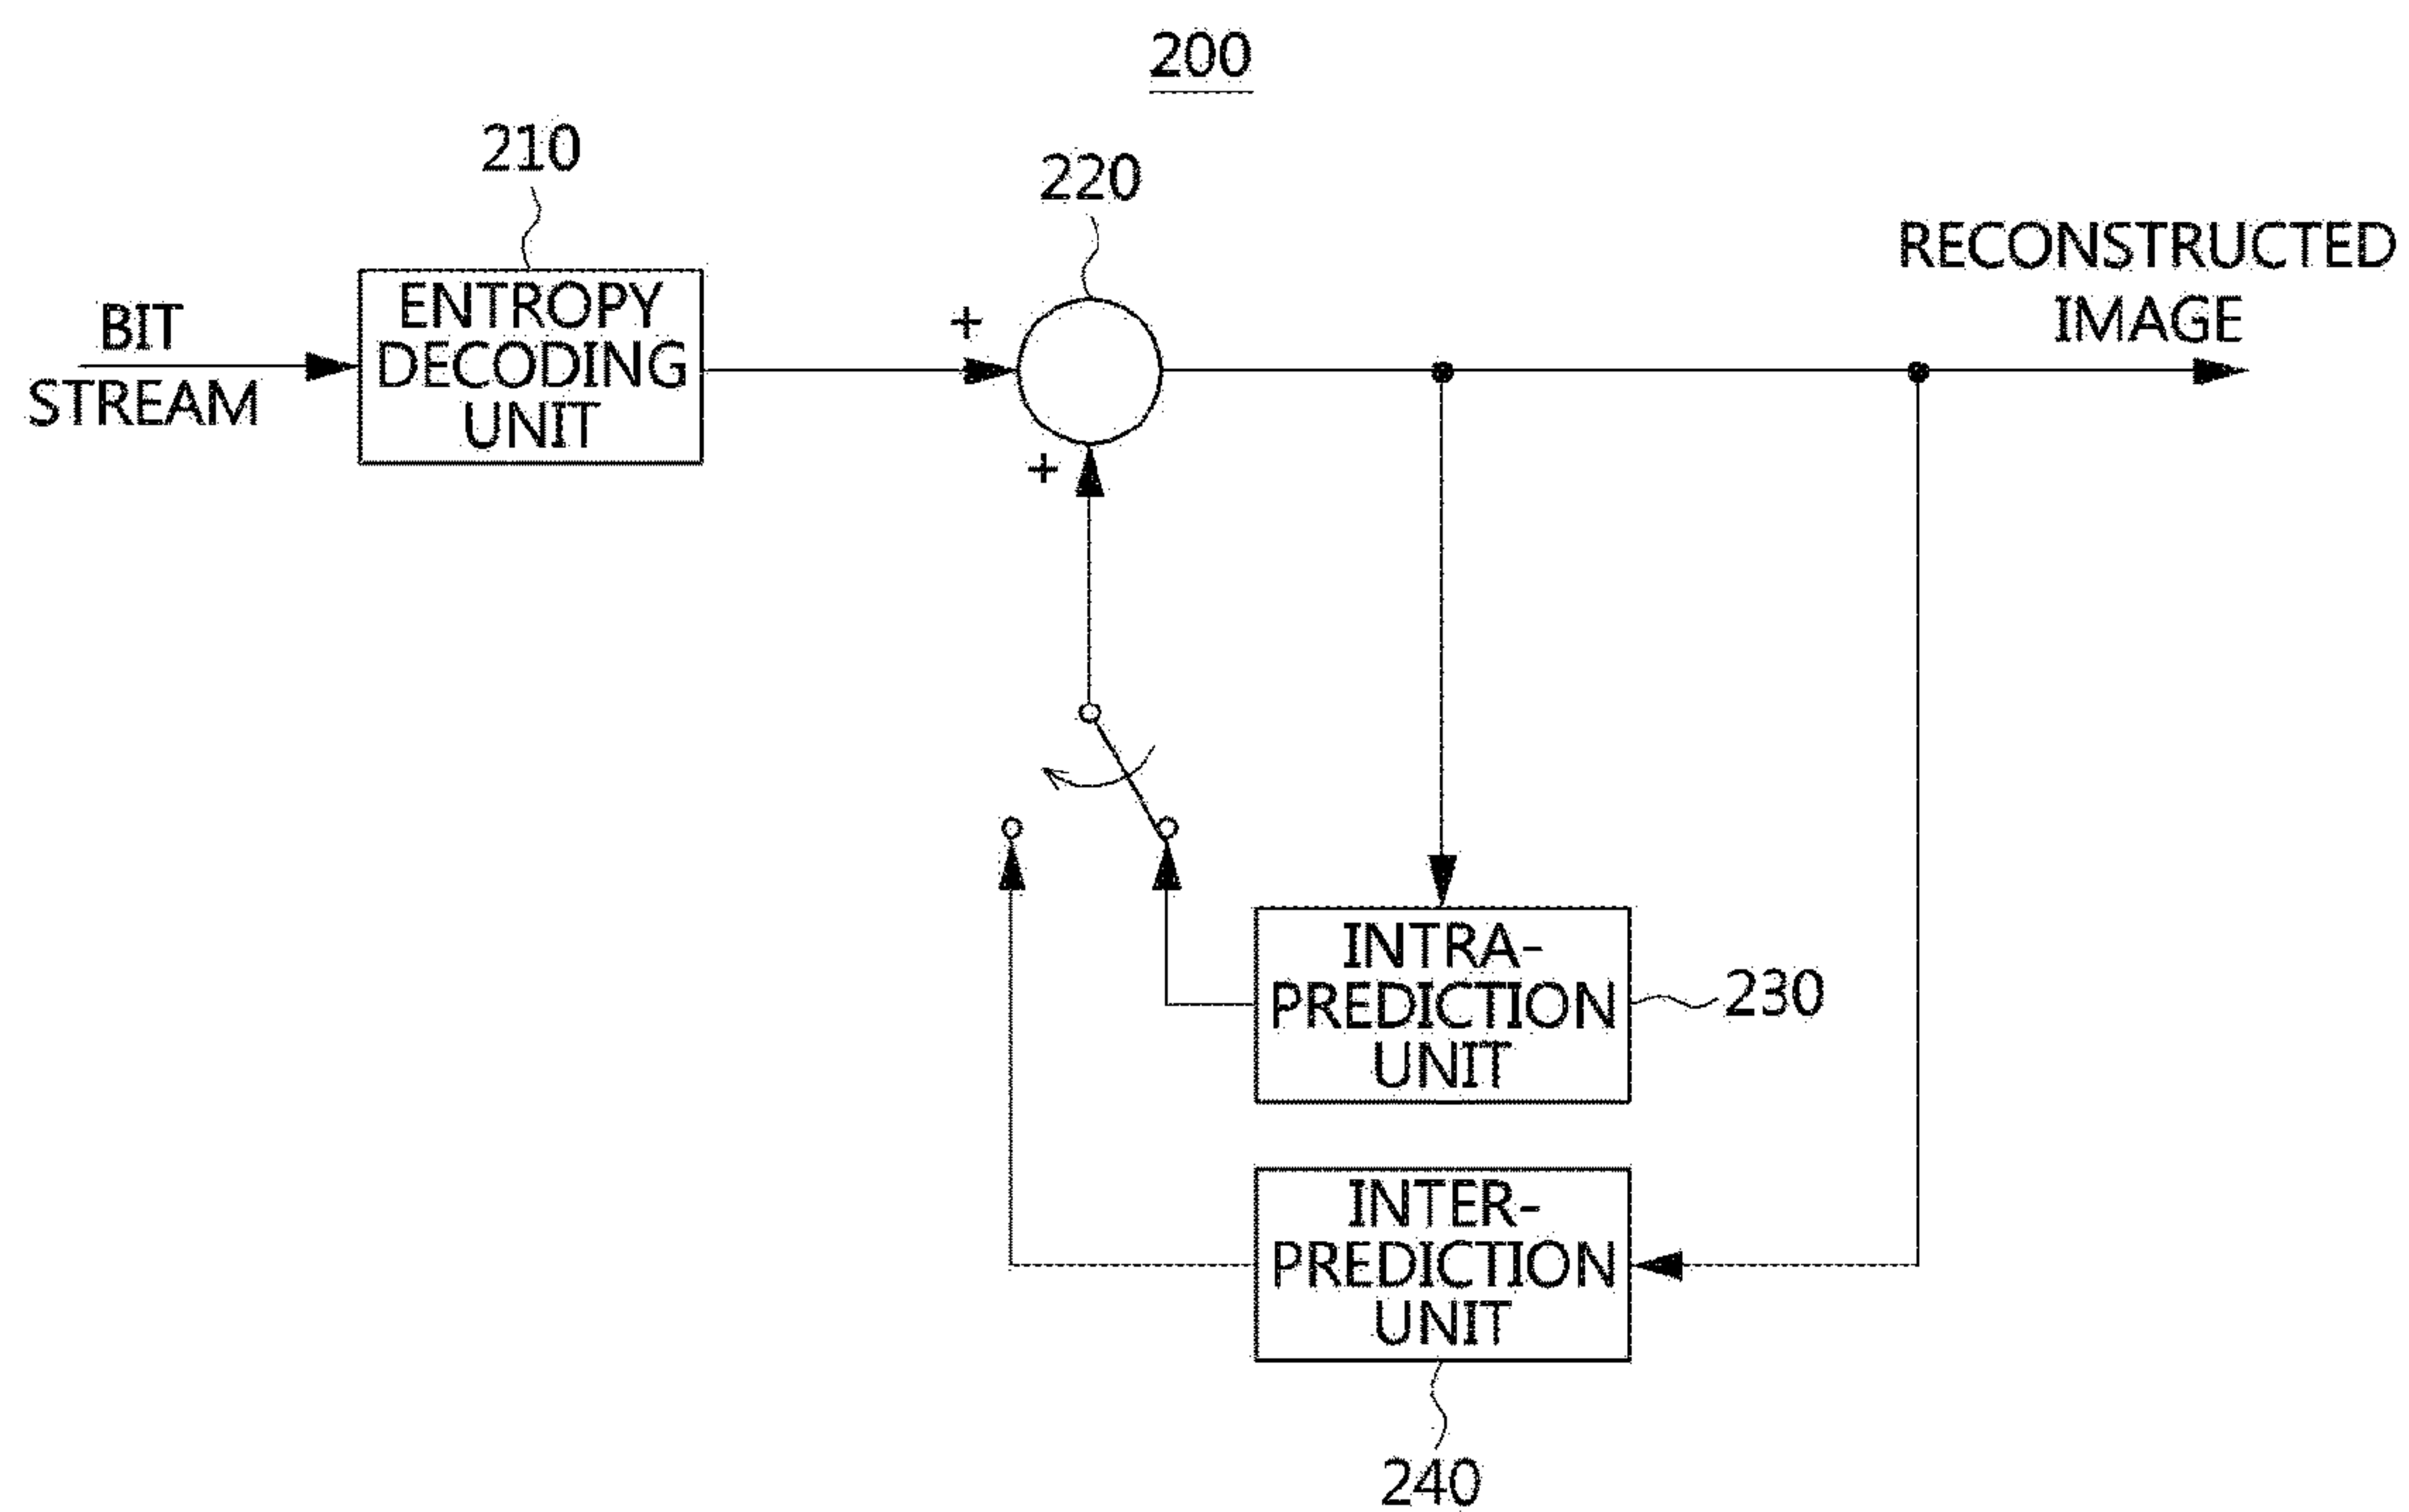 200
210
220
BIT
STREAM
ENTROPY
DECODING
UNIT
+
+
RECONSTRUCTED
IMAGE
INTRA-
PREDICTION
UNIT
230
INTER-
PREDICTION
UNIT
240